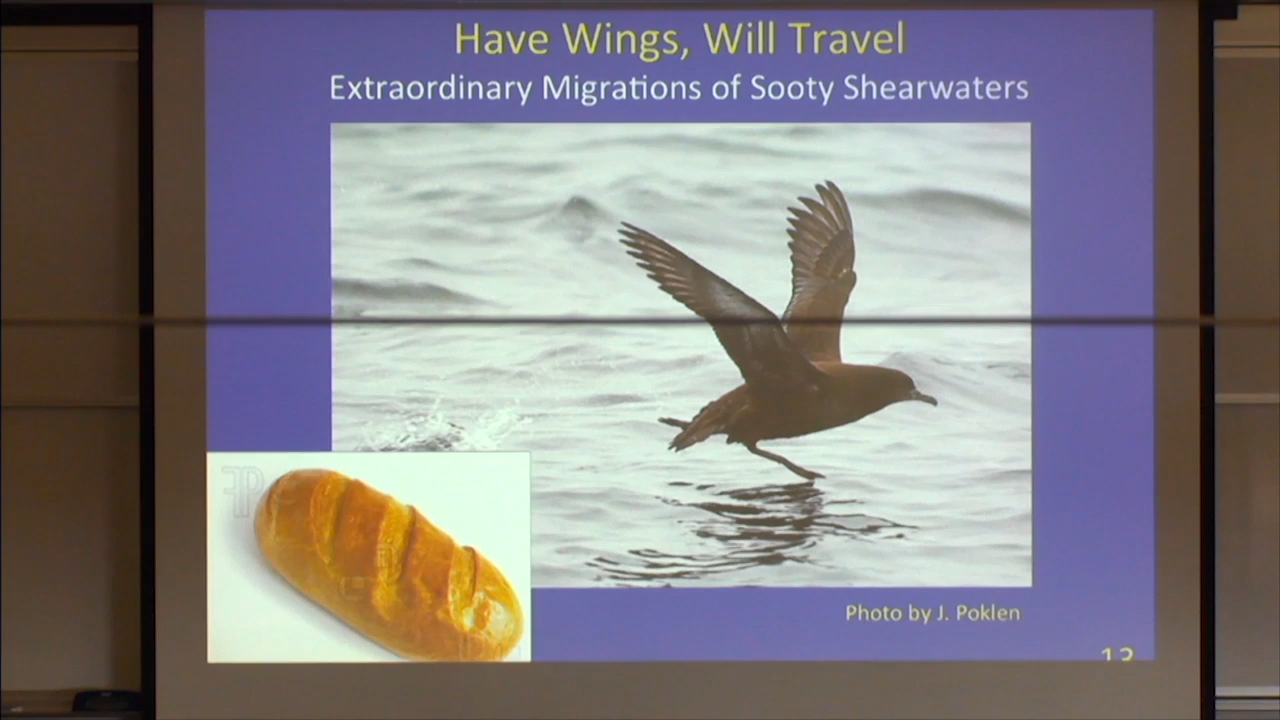 Have Wings, Will Travel
Extraordinary Migrations of Sooty Shearwaters
Photo by J. Poklen